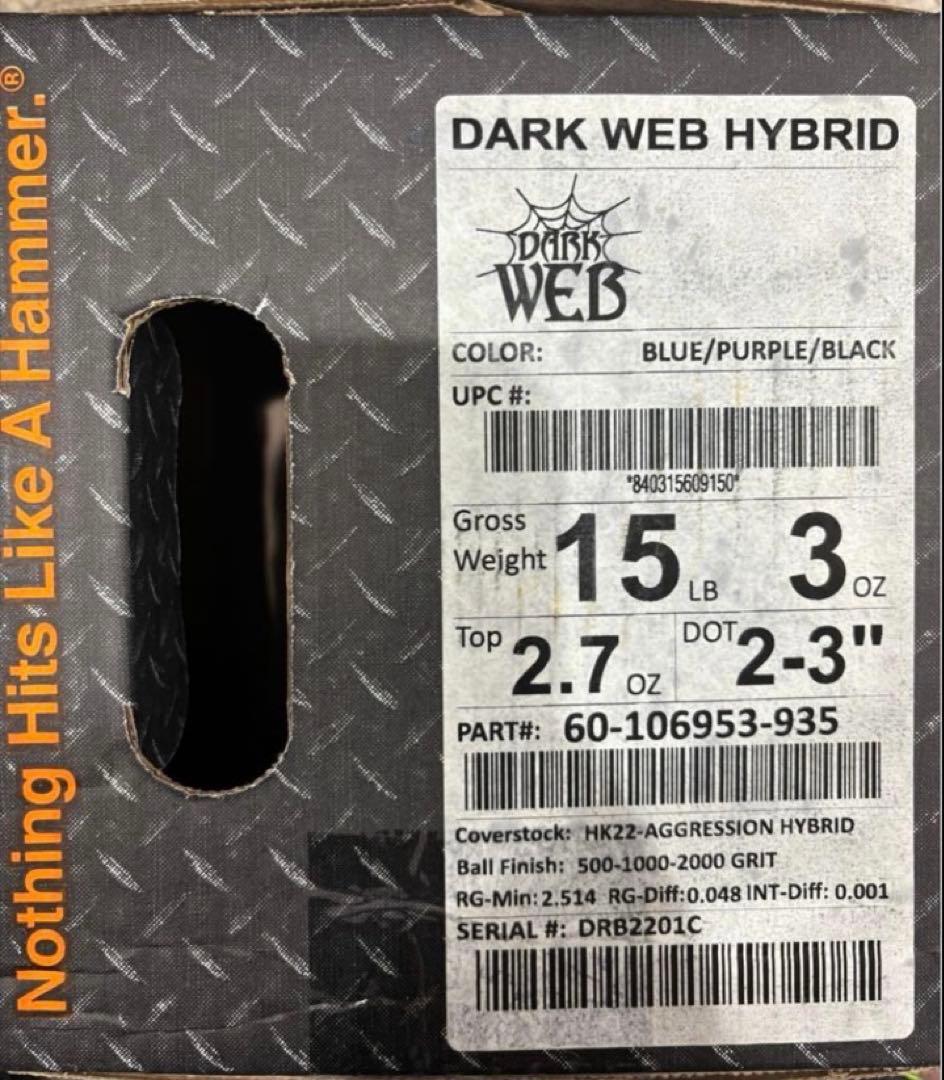 Nothing Hits Like A Hammer.®
DARK WEB HYBRID
DARK
WEB
COLOR: BLUE/PURPLE/BLACK
UPC #:
*840315609150*
Gross
Weight 15 LB 3 OZ
Top 2.7 OZ DOT 2-3"
PART#: 60-106953-935
Coverstock: HK22-AGGRESSION HYBRID
Ball Finish: 500-1000-2000 GRIT
RG-Min: 2.514 RG-Diff:0.048 INT-Diff: 0.001
SERIAL #: DRB2201C